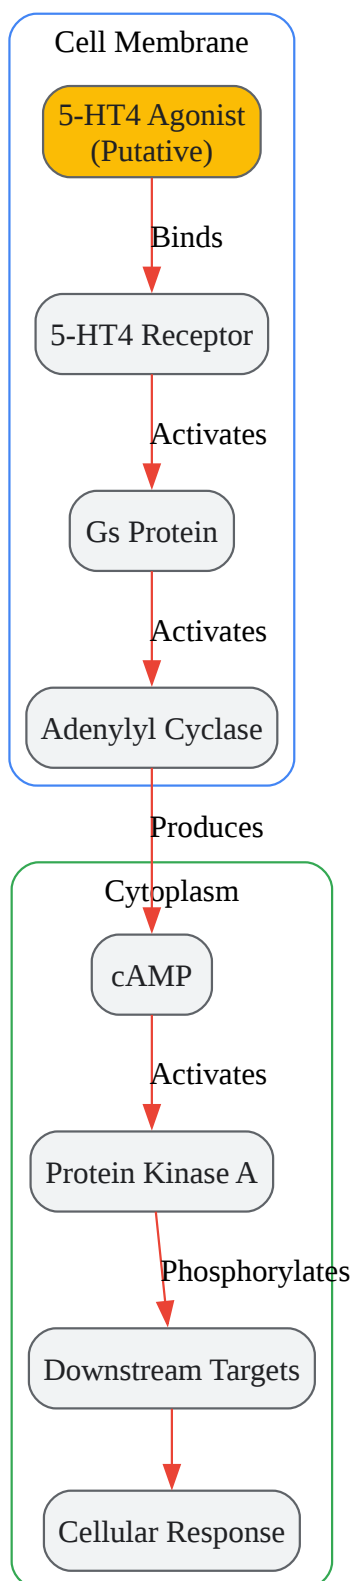 Cell Membrane
5-HT4 Agonist
(Putative)
Binds
5-HT4 Receptor
Activates
Gs Protein
Activates
Adenylyl Cyclase
Produces
Cytoplasm
cAMP
Activates
Protein Kinase A
Phosphorylates
Downstream Targets
Cellular Response